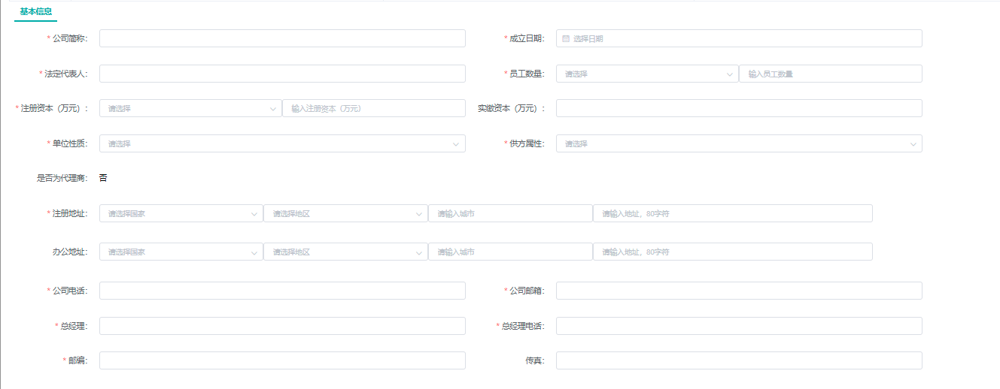 基本信息
* 公司简称: * 成立日期: 选择日期
* 法定代表人: * 员工数量: 请选择 输入员工数量
* 注册资本（万元）: 请选择 输入注册资本（万元） 实缴资本（万元）:
* 单位性质: 请选择 * 供方属性: 请选择
是否为代理商: 否
* 注册地址: 请选择国家 请选择地区 请输入城市 请输入地址，80字符
办公地址: 请选择国家 请选择地区 请输入城市 请输入地址，80字符
* 公司电话: * 公司邮箱:
* 总经理: * 总经理电话:
* 邮编: 传真: